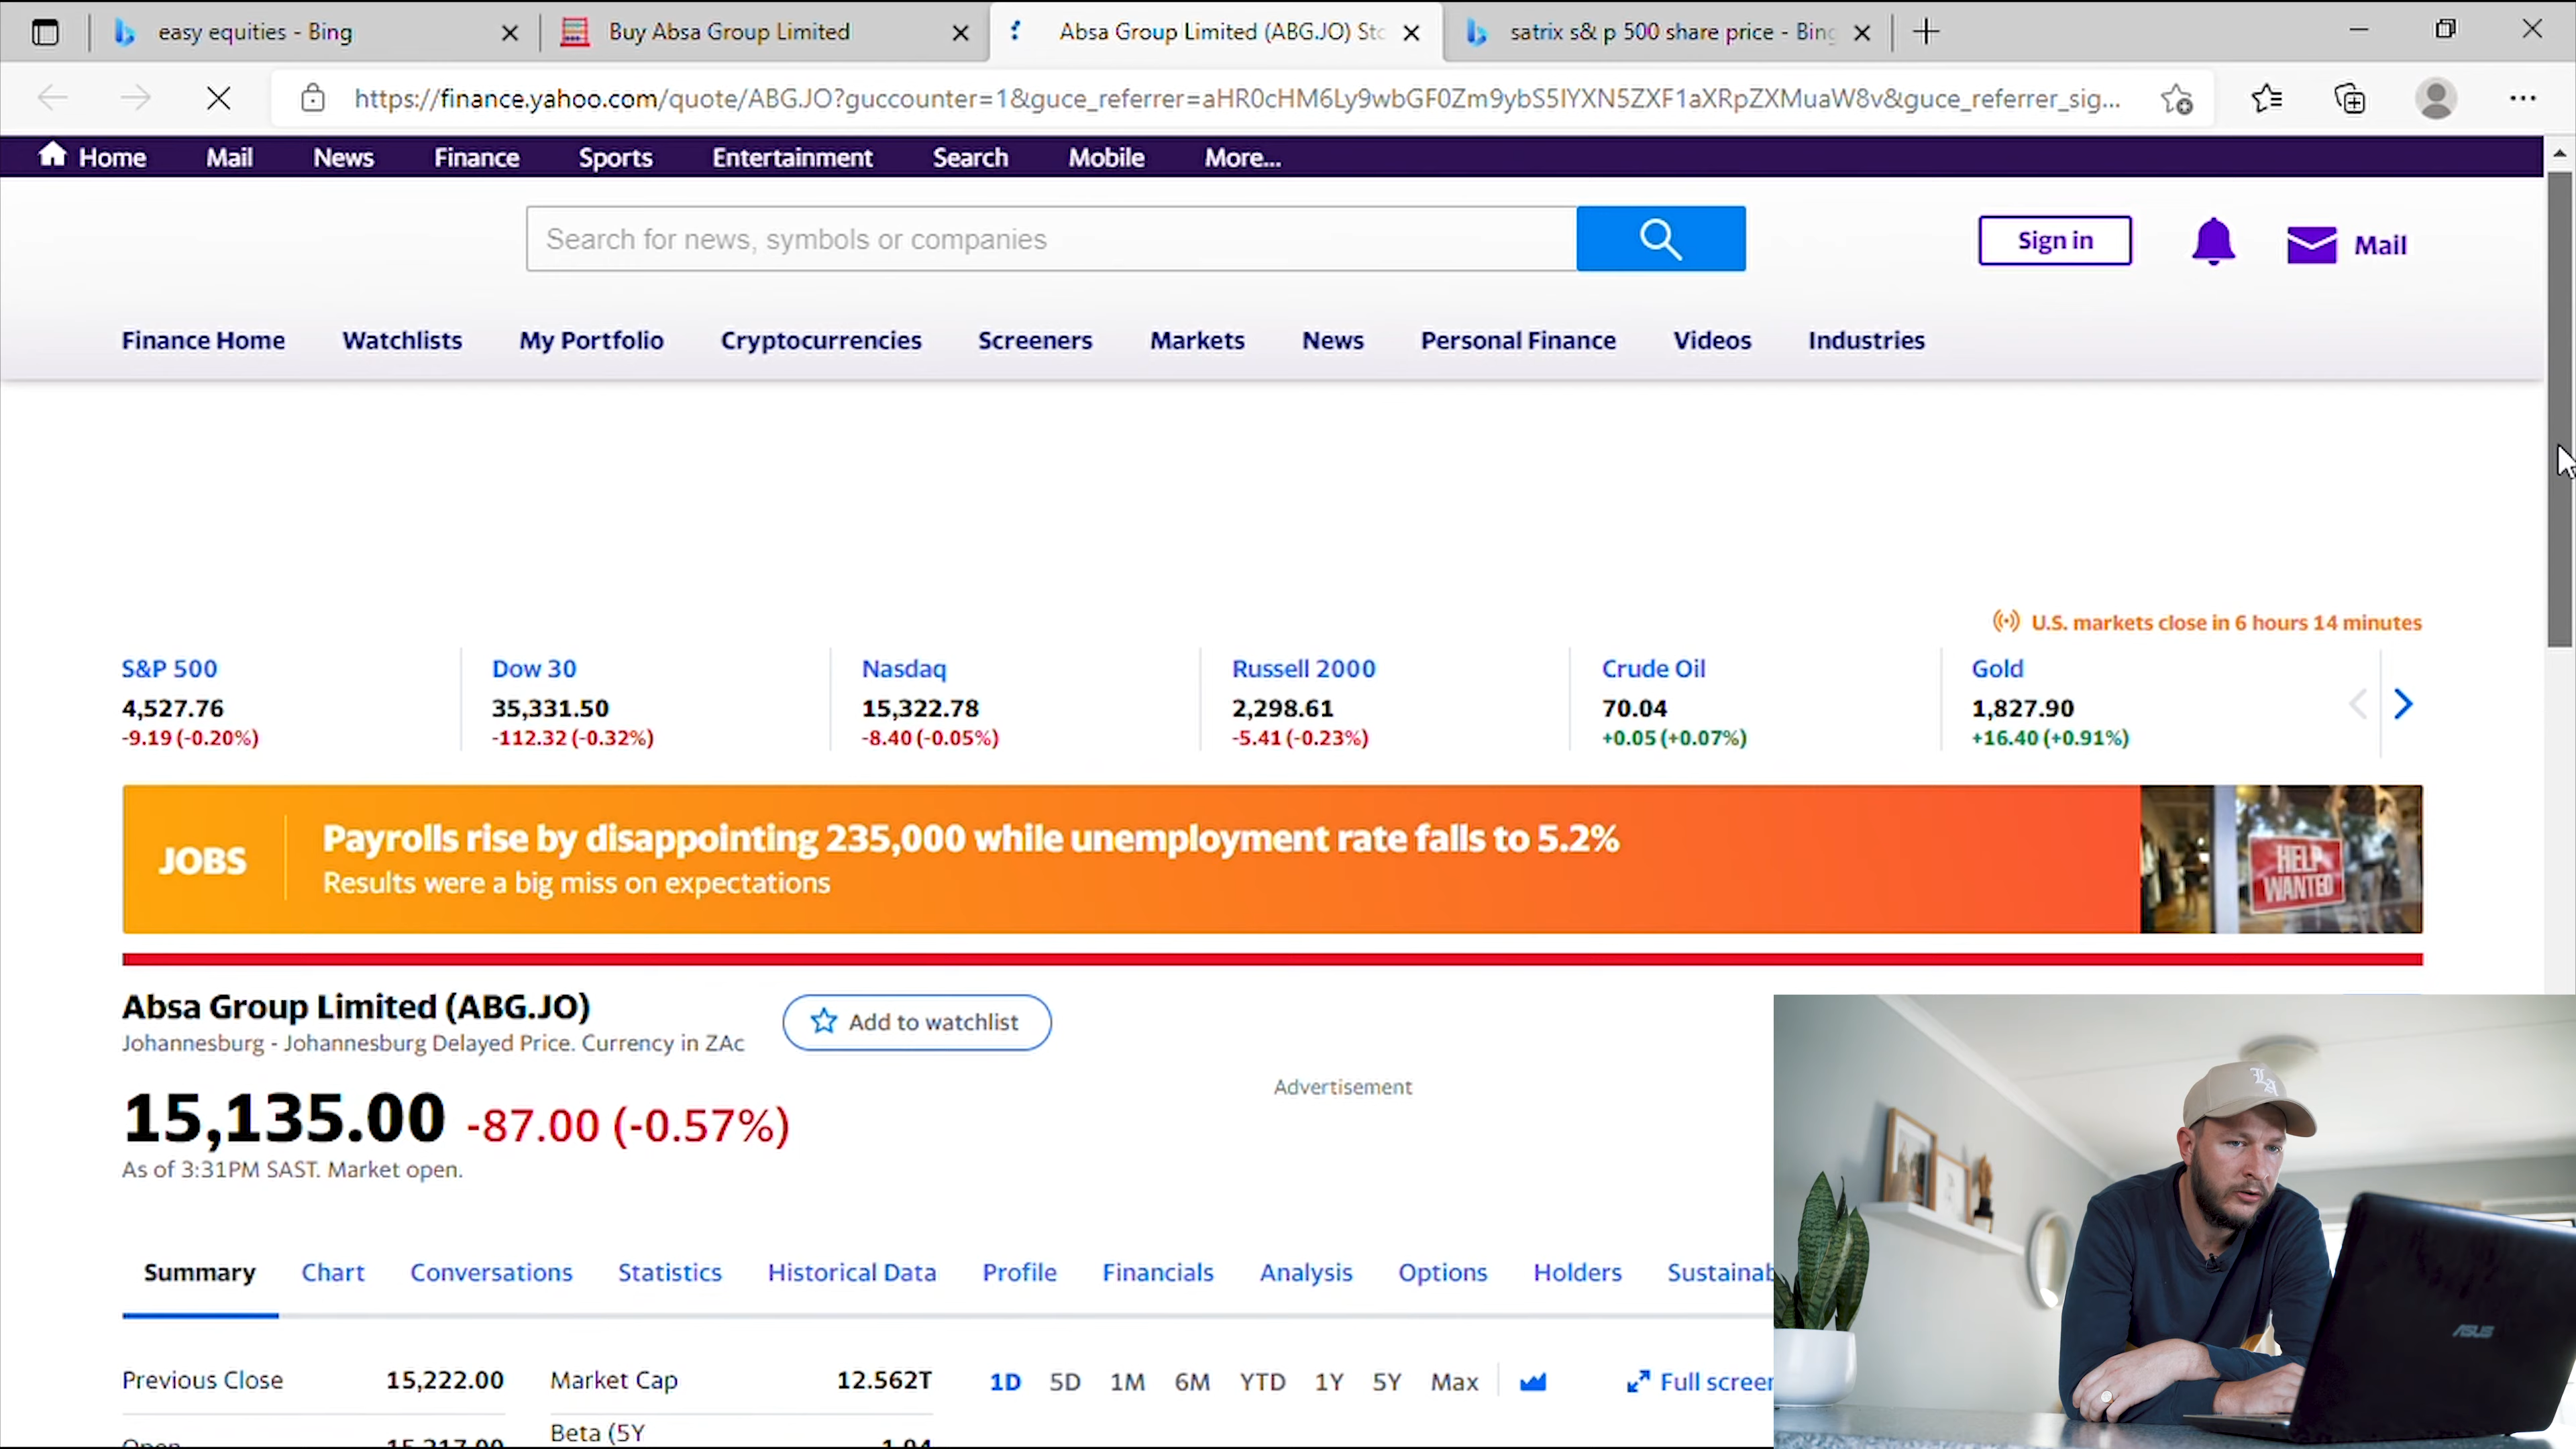 easy equities - Bing
Buy Absa Group Limited
Absa Group Limited (ABG.JO) Sto
satrix s& p 500 share price - Bing
https://finance.yahoo.com/quote/ABG.JO?guccounter=1&guce_referrer=aHR0cHM6Ly9wbGF0Zm9ybS5lYXN5ZXF1aXRpZXMuaW8v&guce_referrer_sig...
Home Mail News Finance Sports Entertainment Search Mobile More...
Search for news, symbols or companies
Sign in
Mail
Finance Home Watchlists My Portfolio Cryptocurrencies Screeners Markets News Personal Finance Videos Industries
U.S. markets close in 6 hours 14 minutes
S&P 500
4,527.76
-9.19 (-0.20%)
Dow 30
35,331.50
-112.32 (-0.32%)
Nasdaq
15,322.78
-8.40 (-0.05%)
Russell 2000
2,298.61
-5.41 (-0.23%)
Crude Oil
70.04
+0.05 (+0.07%)
Gold
1,827.90
+16.40 (+0.91%)
JOBS
Payrolls rise by disappointing 235,000 while unemployment rate falls to 5.2%
Results were a big miss on expectations
HELP
WANTED
Absa Group Limited (ABG.JO)
Johannesburg - Johannesburg Delayed Price. Currency in ZAc
Add to watchlist
Advertisement
15,135.00 -87.00 (-0.57%)
As of 3:31PM SAST. Market open.
Summary Chart Conversations Statistics Historical Data Profile Financials Analysis Options Holders Sustainab
Previous Close 15,222.00
Market Cap 12.562T
1D 5D 1M 6M YTD 1Y 5Y Max
Full screen
Open 15,217.00
Beta (5Y 1.04
LA
ASUS